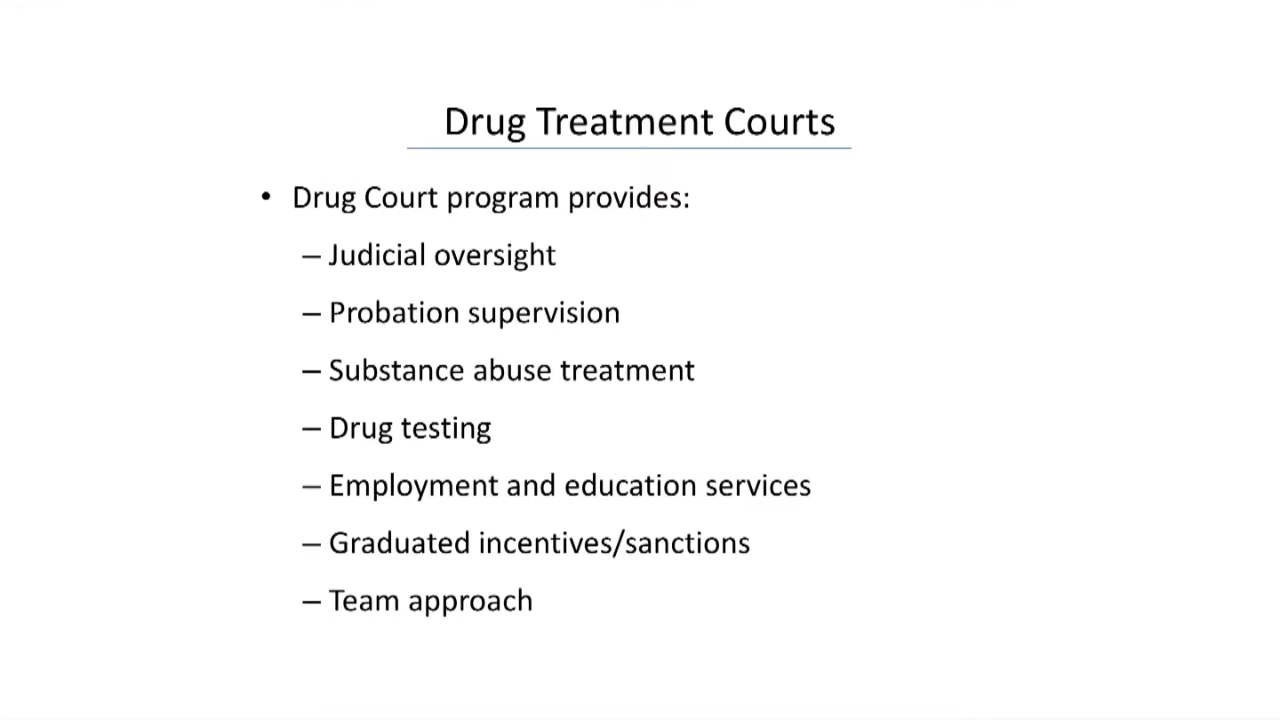 Drug Treatment Courts
• Drug Court program provides:
– Judicial oversight
– Probation supervision
– Substance abuse treatment
– Drug testing
– Employment and education services
– Graduated incentives/sanctions
– Team approach